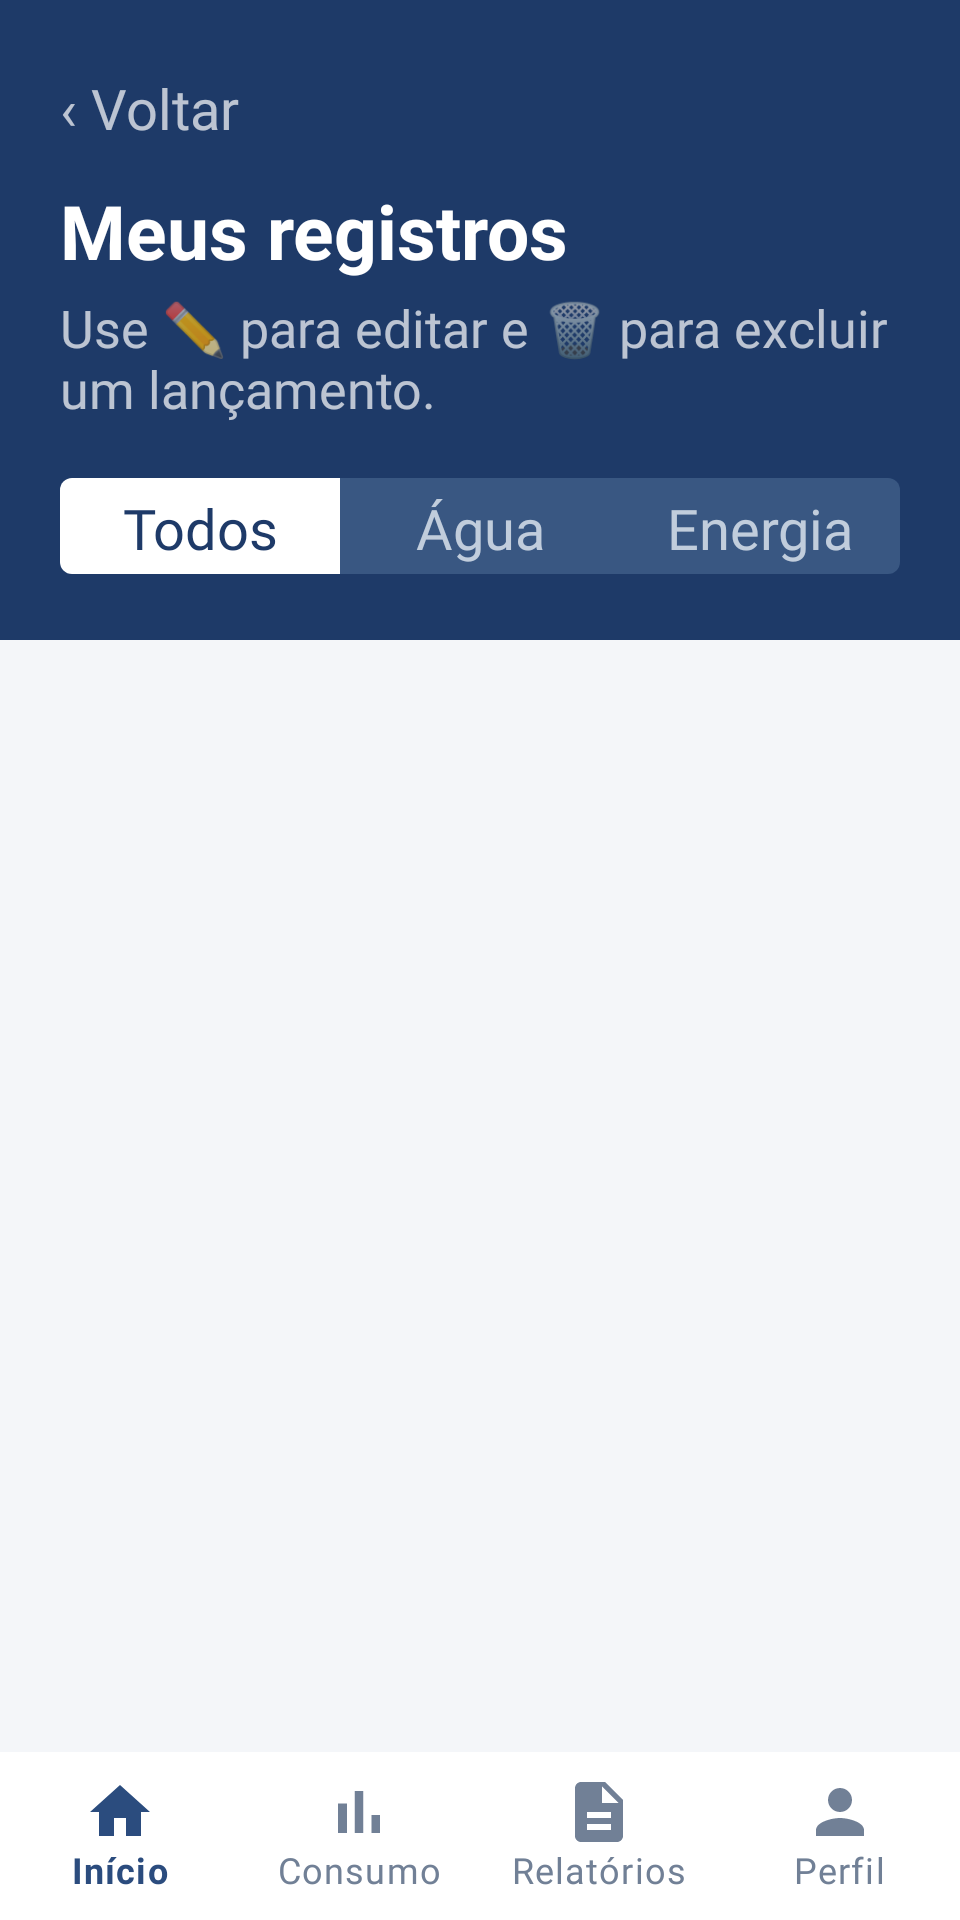 ‹ Voltar
Meus registros
Use ✏️ para editar e 🗑️ para excluir
um lançamento.
Todos
Água
Energia
Início
Consumo
Relatórios
Perfil